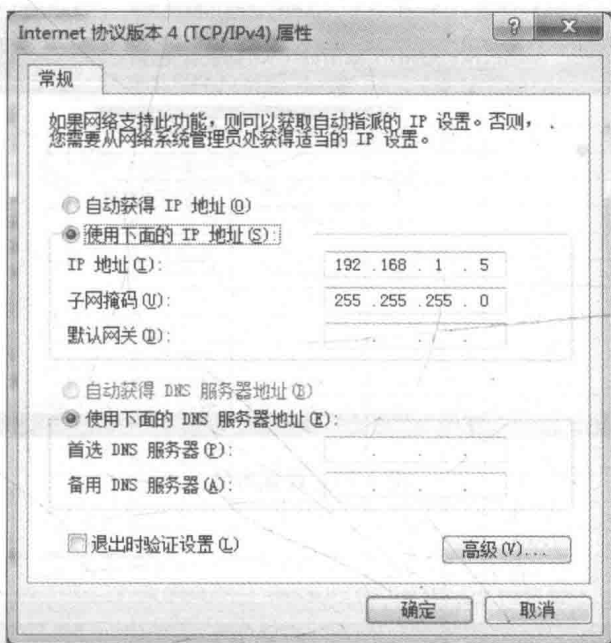 Internet 协议版本 4 (TCP/IPv4) 属性
常规
如果网络支持此功能，则可以获取自动指派的 IP 设置。否则，
您需要从网络系统管理员处获得适当的 IP 设置。
自动获得 IP 地址(O)
使用下面的 IP 地址(S):
IP 地址(I): 192 .168 . 1 . 5
子网掩码(U): 255 .255 .255 . 0
默认网关(D): . . .
自动获得 DNS 服务器地址(B)
使用下面的 DNS 服务器地址(E):
首选 DNS 服务器(P): . . .
备用 DNS 服务器(A): . . .
退出时验证设置(L)
高级(V)...
确定 取消